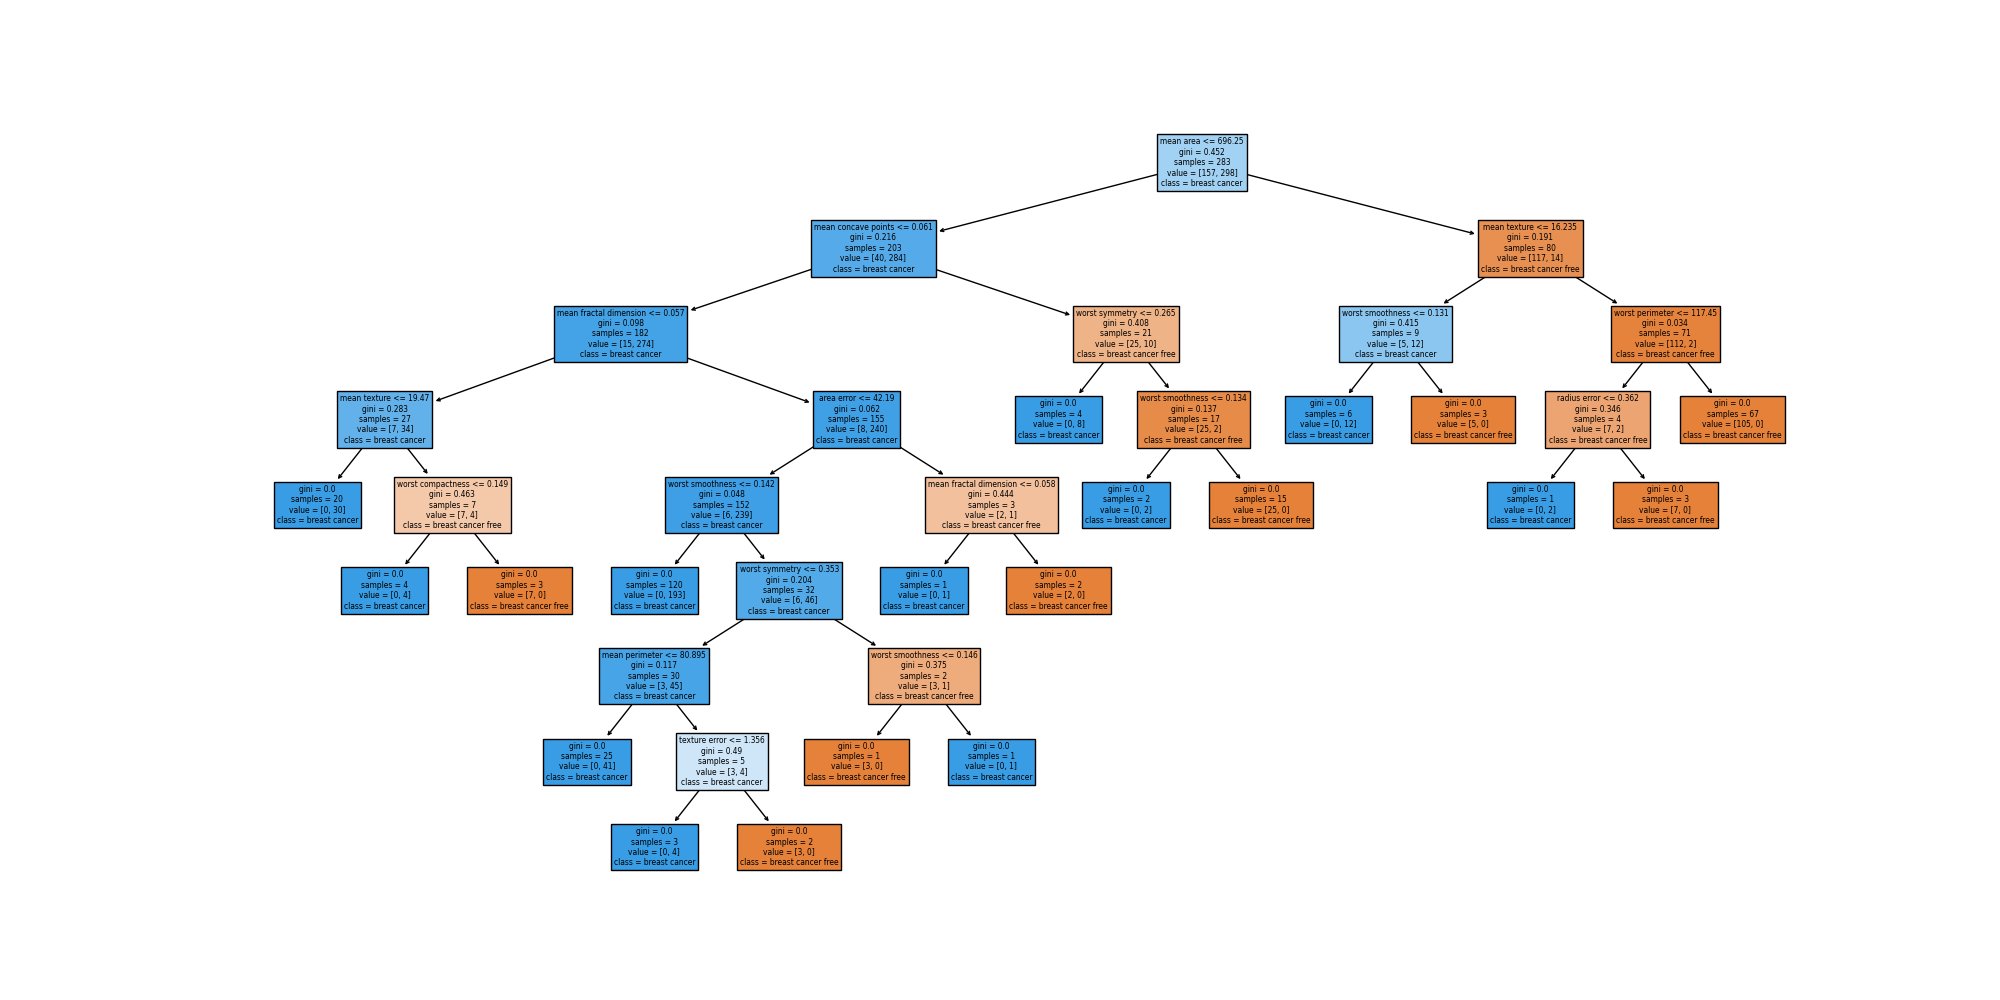 mean area <= 696.25
gini = 0.452
samples = 283
value = [157, 298]
class = breast cancer
mean concave points <= 0.061
gini = 0.216
samples = 203
value = [40, 284]
class = breast cancer
mean texture <= 16.235
gini = 0.191
samples = 80
value = [117, 14]
class = breast cancer free
mean fractal dimension <= 0.057
gini = 0.098
samples = 182
value = [15, 274]
class = breast cancer
worst symmetry <= 0.265
gini = 0.408
samples = 21
value = [25, 10]
class = breast cancer free
worst smoothness <= 0.131
gini = 0.415
samples = 9
value = [5, 12]
class = breast cancer
worst perimeter <= 117.45
gini = 0.034
samples = 71
value = [112, 2]
class = breast cancer free
mean texture <= 19.47
gini = 0.283
samples = 27
value = [7, 34]
class = breast cancer
area error <= 42.19
gini = 0.062
samples = 155
value = [8, 240]
class = breast cancer
gini = 0.0
samples = 4
value = [0, 8]
class = breast cancer
worst smoothness <= 0.134
gini = 0.137
samples = 17
value = [25, 2]
class = breast cancer free
gini = 0.0
samples = 6
value = [0, 12]
class = breast cancer
gini = 0.0
samples = 3
value = [5, 0]
class = breast cancer free
radius error <= 0.362
gini = 0.346
samples = 4
value = [7, 2]
class = breast cancer free
gini = 0.0
samples = 67
value = [105, 0]
class = breast cancer free
gini = 0.0
samples = 20
value = [0, 30]
class = breast cancer
worst compactness <= 0.149
gini = 0.463
samples = 7
value = [7, 4]
class = breast cancer free
worst smoothness <= 0.142
gini = 0.048
samples = 152
value = [6, 239]
class = breast cancer
mean fractal dimension <= 0.058
gini = 0.444
samples = 3
value = [2, 1]
class = breast cancer free
gini = 0.0
samples = 2
value = [0, 2]
class = breast cancer
gini = 0.0
samples = 15
value = [25, 0]
class = breast cancer free
gini = 0.0
samples = 1
value = [0, 2]
class = breast cancer
gini = 0.0
samples = 3
value = [7, 0]
class = breast cancer free
gini = 0.0
samples = 4
value = [0, 4]
class = breast cancer
gini = 0.0
samples = 3
value = [7, 0]
class = breast cancer free
gini = 0.0
samples = 120
value = [0, 193]
class = breast cancer
worst symmetry <= 0.353
gini = 0.204
samples = 32
value = [6, 46]
class = breast cancer
gini = 0.0
samples = 1
value = [0, 1]
class = breast cancer
gini = 0.0
samples = 2
value = [2, 0]
class = breast cancer free
mean perimeter <= 80.895
gini = 0.117
samples = 30
value = [3, 45]
class = breast cancer
worst smoothness <= 0.146
gini = 0.375
samples = 2
value = [3, 1]
class = breast cancer free
gini = 0.0
samples = 25
value = [0, 41]
class = breast cancer
texture error <= 1.356
gini = 0.49
samples = 5
value = [3, 4]
class = breast cancer
gini = 0.0
samples = 1
value = [3, 0]
class = breast cancer free
gini = 0.0
samples = 1
value = [0, 1]
class = breast cancer
gini = 0.0
samples = 3
value = [0, 4]
class = breast cancer
gini = 0.0
samples = 2
value = [3, 0]
class = breast cancer free